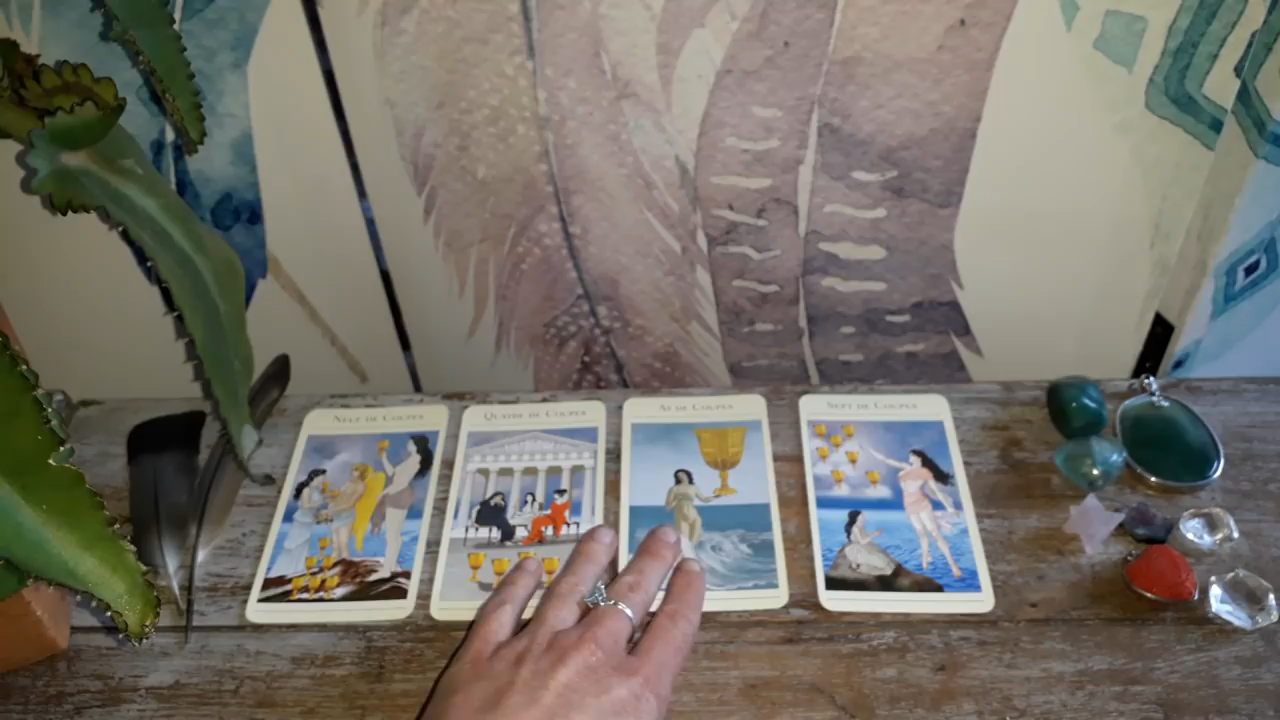 NEUF DE COUPES
QUATRE DE COUPES
AS DE COUPES
SEPT DE COUPES